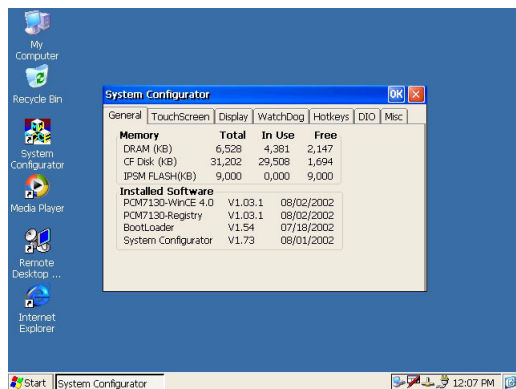 My
Computer
Recycle Bin
System
Configurator
Media Player
Remote
Desktop ...
Internet
Explorer
System Configurator OK
General TouchScreen Display WatchDog Hotkeys DIO Misc
Memory Total In Use Free
DRAM (KB) 6,528 4,381 2,147
CF Disk (KB) 31,202 29,508 1,694
IPSM FLASH(KB) 9,000 0,000 9,000
Installed Software
PCM7130-WinCE 4.0 V1.03.1 08/02/2002
PCM7130-Registry V1.03.1 08/02/2002
BootLoader V1.54 07/18/2002
System Configurator V1.73 08/01/2002
Start System Configurator 12:07 PM